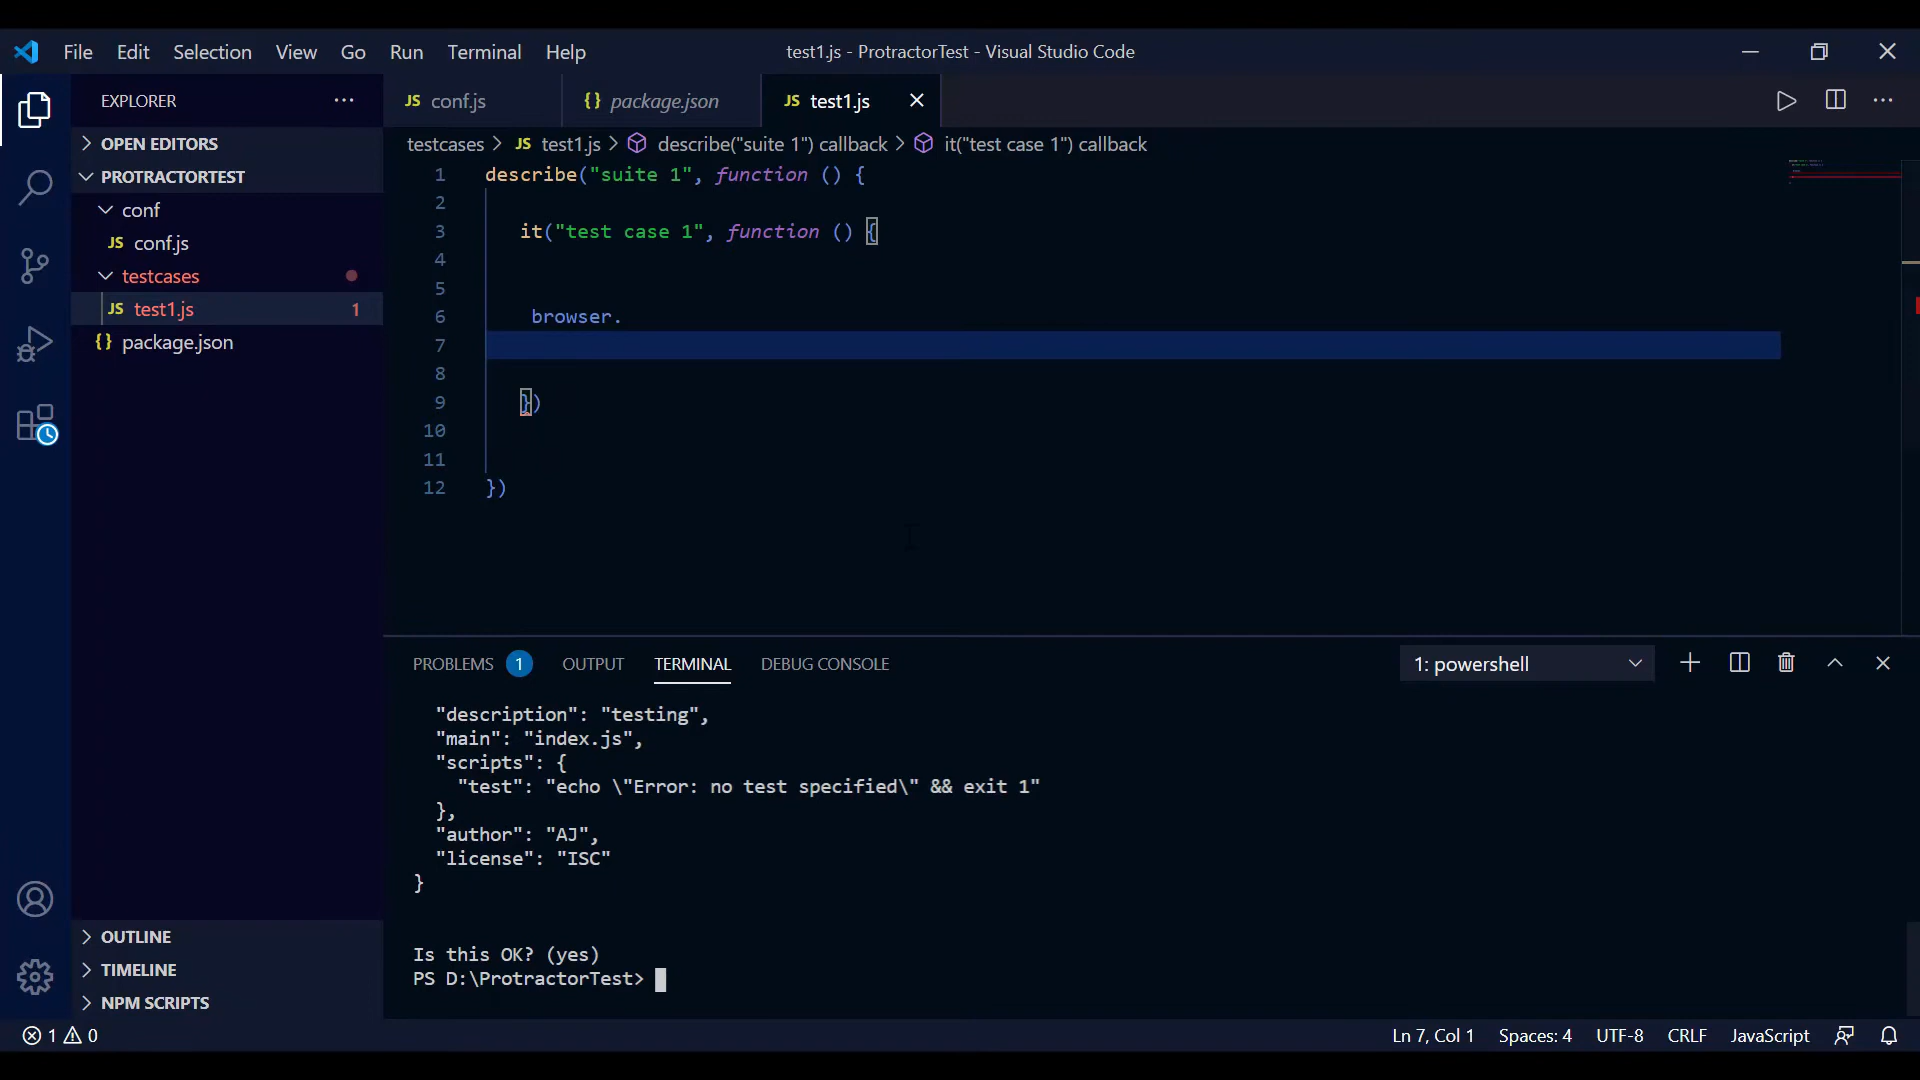 File Edit Selection View Go Run Terminal Help test1.js - ProtractorTest - Visual Studio Code
EXPLORER
OPEN EDITORS
PROTRACTORTEST
conf
JS conf.js
testcases
JS test1.js 1
{} package.json
OUTLINE
TIMELINE
NPM SCRIPTS
JS conf.js {} package.json JS test1.js
testcases > JS test1.js > describe("suite 1") callback > it("test case 1") callback
1 describe("suite 1", function () {
2
3 it("test case 1", function () {
4
5
6 browser.
7
8
9 })
10
11
12 })
PROBLEMS 1 OUTPUT TERMINAL DEBUG CONSOLE 1: powershell
"description": "testing",
"main": "index.js",
"scripts": {
"test": "echo \"Error: no test specified\" && exit 1"
},
"author": "AJ",
"license": "ISC"
}
Is this OK? (yes)
PS D:\ProtractorTest>
1 0 Ln 7, Col 1 Spaces: 4 UTF-8 CRLF JavaScript